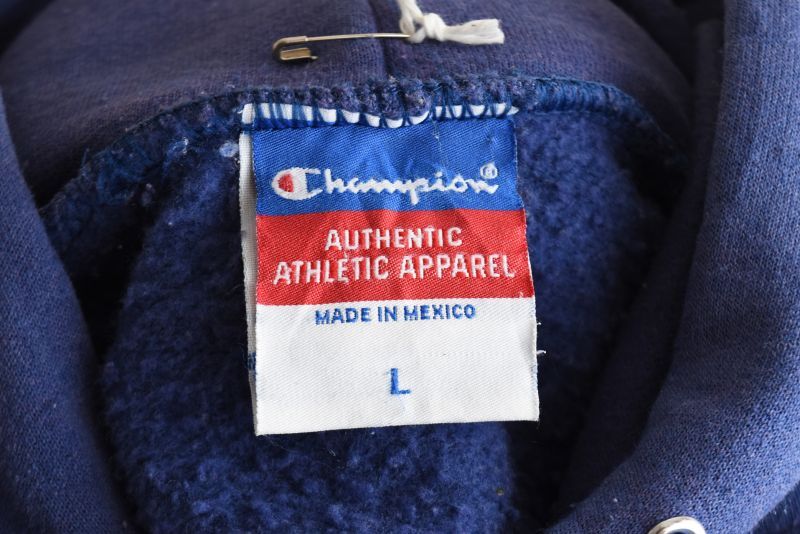 Champion®
AUTHENTIC
ATHLETIC APPAREL
MADE IN MEXICO
L